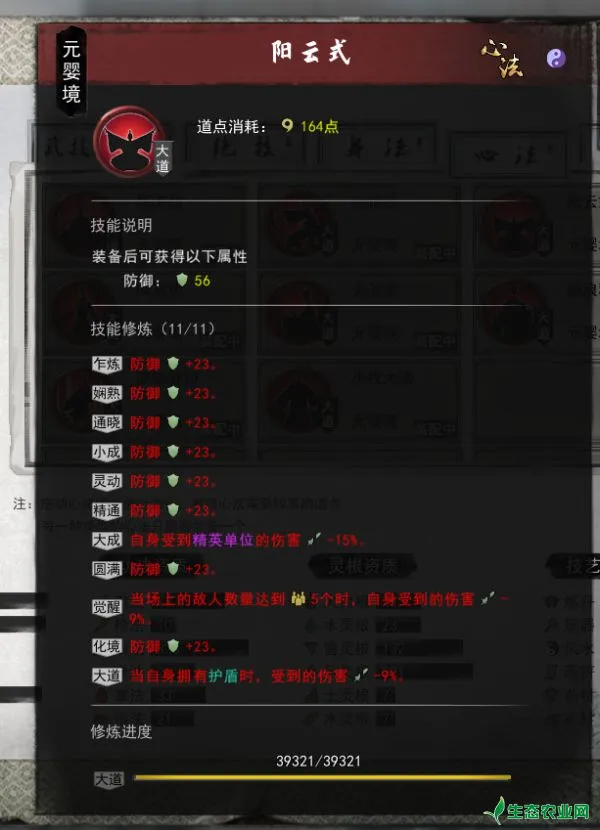 元婴境
阳云式
心法
道点消耗： 164点
大道
技能说明
装备后可获得以下属性
防御： 56
技能修炼（11/11）
乍炼 防御 +23。
娴熟 防御 +23。
通晓 防御 +23。
小成 防御 +23。
灵动 防御 +23。
精通 防御 +23。
大成 自身受到精英单位的伤害 -15%。
圆满 防御 +23。
觉醒 当场上的敌人数量达到 5个时，自身受到的伤害 -
9%。
化境 防御 +23。
大道 当自身拥有护盾时，受到的伤害 -9%。
修炼进度
39321/39321
大道
注：
灵根资质
技艺
生态农业网